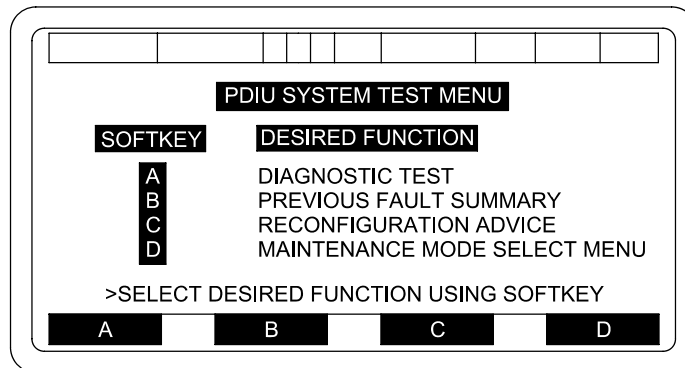 PDIU SYSTEM TEST MENU
SOFTKEY DESIRED FUNCTION
A DIAGNOSTIC TEST
B PREVIOUS FAULT SUMMARY
C RECONFIGURATION ADVICE
D MAINTENANCE MODE SELECT MENU
>SELECT DESIRED FUNCTION USING SOFTKEY
A B C D